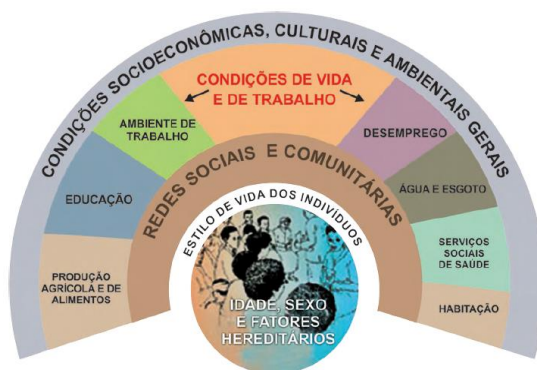 CONDIÇÕES SOCIOECONÔMICAS, CULTURAIS E AMBIENTAIS GERAIS
CONDIÇÕES DE VIDA
E DE TRABALHO
AMBIENTE DE
TRABALHO
DESEMPREGO
EDUCAÇÃO
ÁGUA E ESGOTO
PRODUÇÃO
AGRÍCOLA E DE
ALIMENTOS
SERVIÇOS
SOCIAIS
DE SAÚDE
HABITAÇÃO
REDES SOCIAIS E COMUNITÁRIAS
ESTILO DE VIDA DOS INDIVÍDUOS
IDADE, SEXO
E FATORES
HEREDITÁRIOS